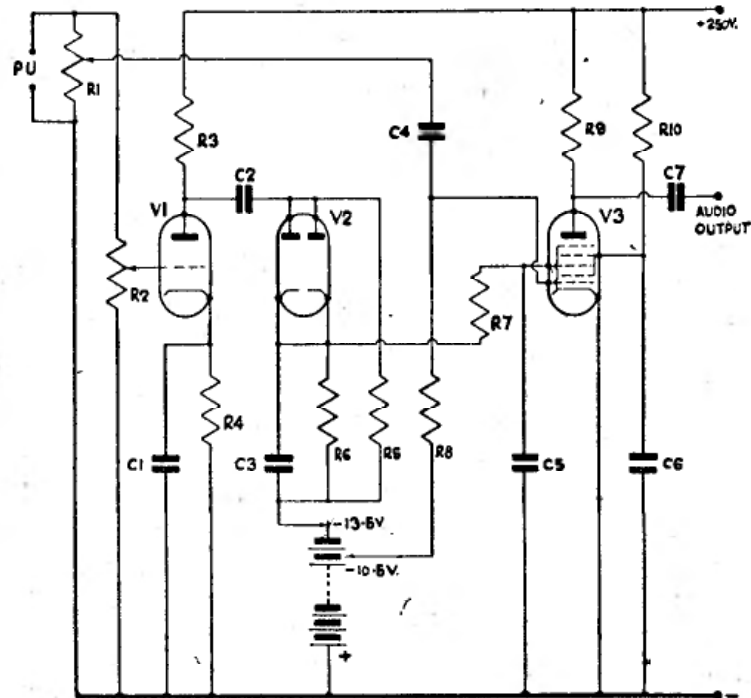 +250V.
PU
R1
R3
C4
R9
R10
C2
C7
V1
V2
V3
AUDIO
OUTPUT
R2
R7
R4
C1
C3
R6
R5
R8
C5
C6
-13.5V.
-10.5V.
+
-